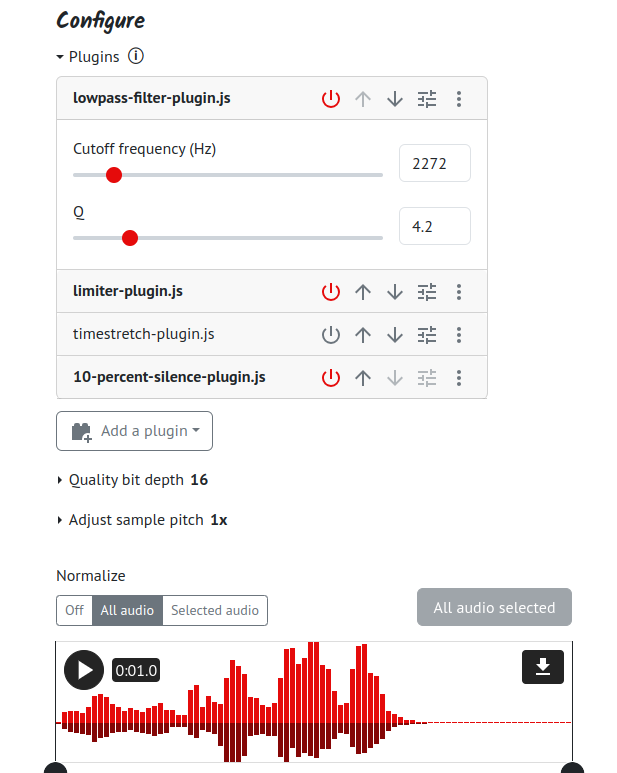 Configure
Plugins
lowpass-filter-plugin.js
Cutoff frequency (Hz)
2272
Q
4.2
limiter-plugin.js
timestretch-plugin.js
10-percent-silence-plugin.js
Add a plugin
Quality bit depth 16
Adjust sample pitch 1x
Normalize
Off All audio Selected audio
All audio selected
0:01.0